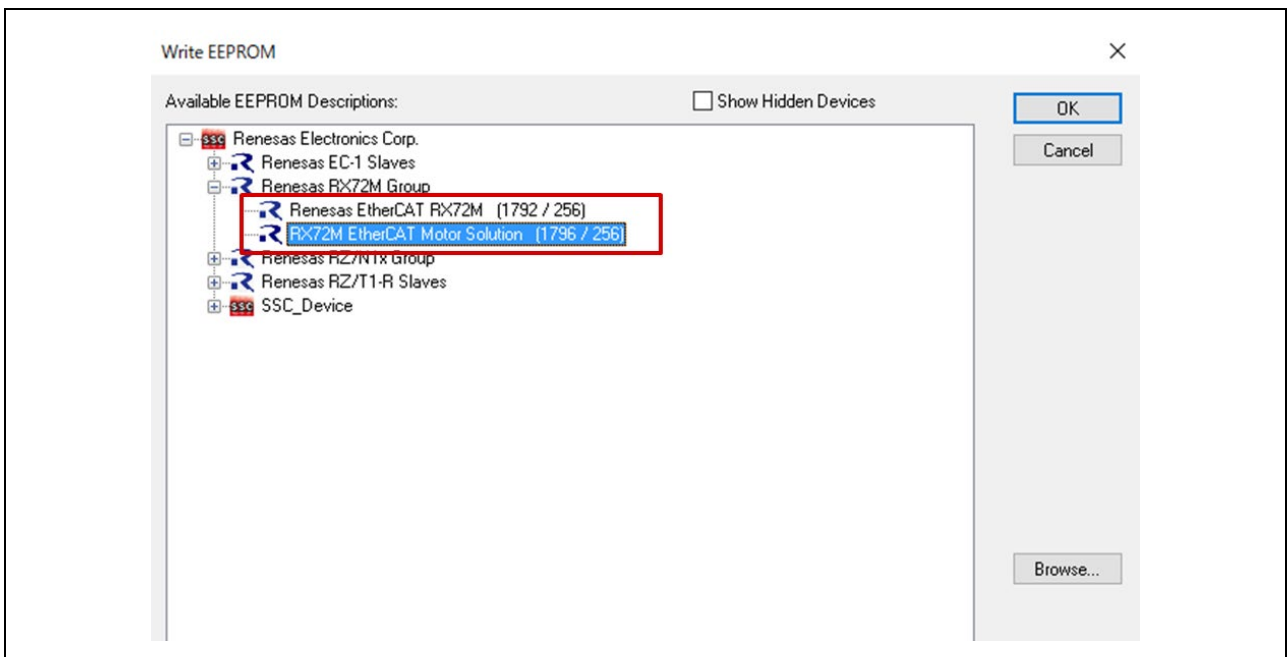 Write EEPROM
Available EEPROM Descriptions:
Show Hidden Devices
OK
Cancel
SSC Renesas Electronics Corp.
Renesas EC-1 Slaves
Renesas RX72M Group
Renesas EtherCAT RX72M (1792 / 256)
RX72M EtherCAT Motor Solution (1796 / 256)
Renesas RZ/N1x Group
Renesas RZ/T1-R Slaves
SSC SSC_Device
Browse...